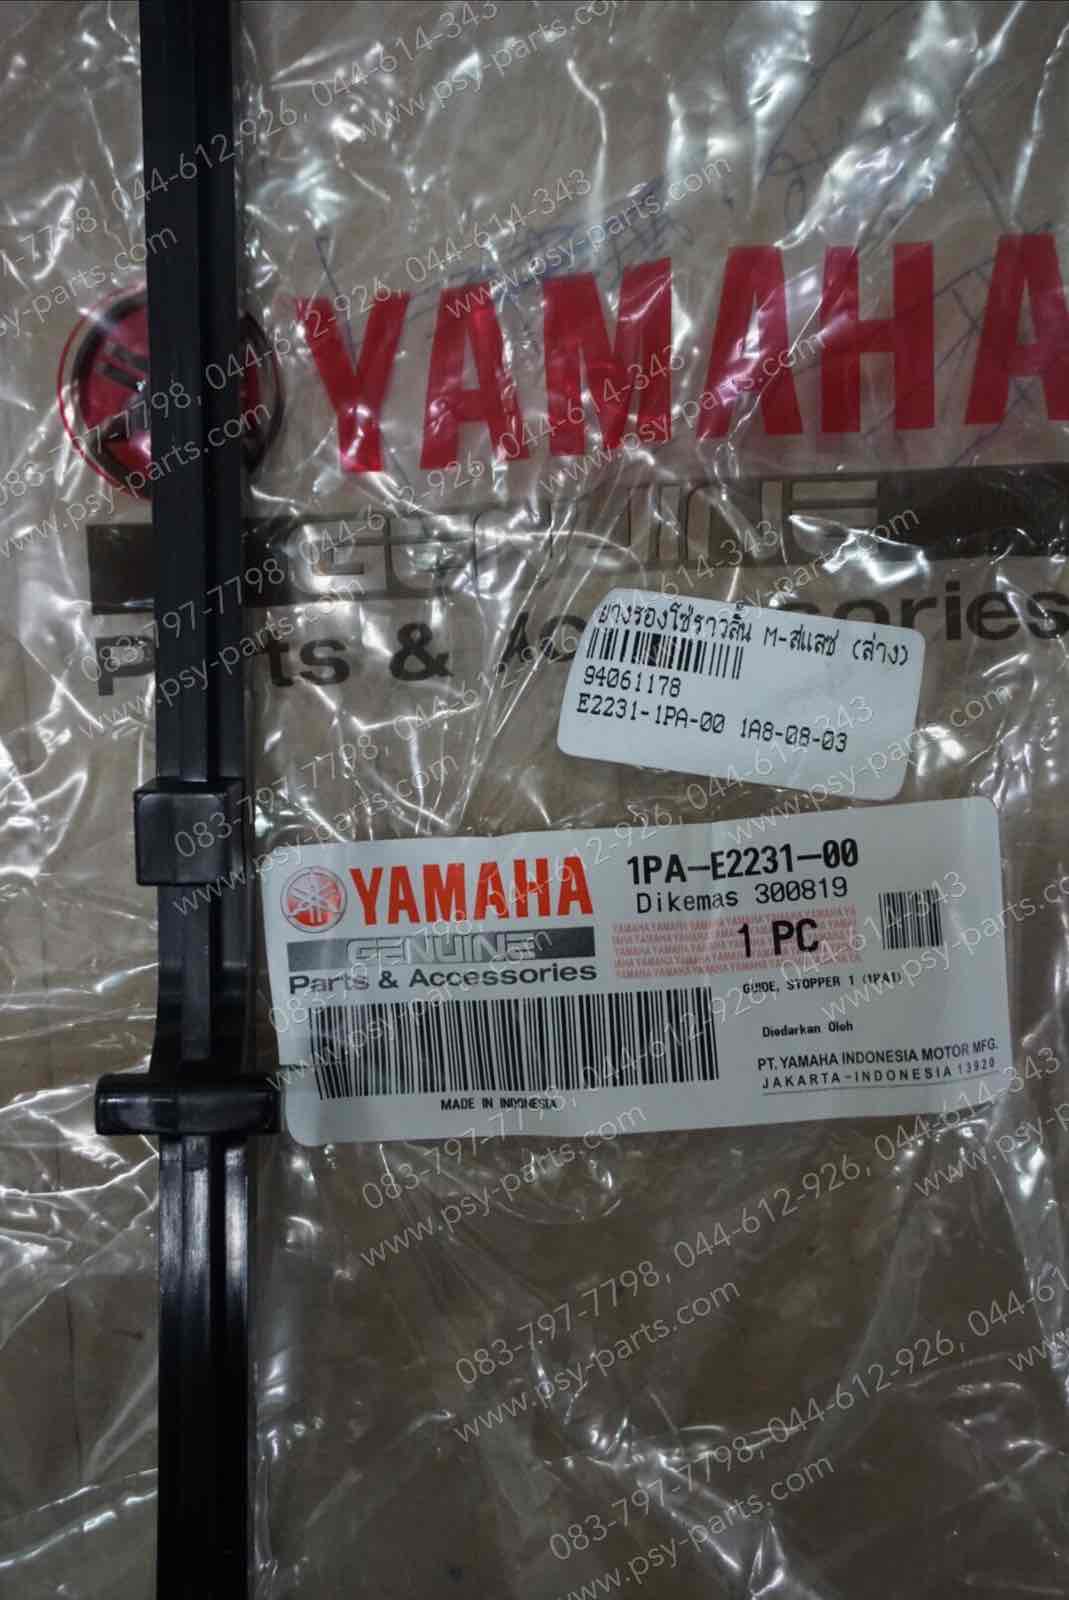 YAMAHA
GENUINE
Parts & Accessories
ยางรองโซ่ราวลิ้น M-สแลช (ล่าง)
94061178
E2231-1PA-00 1A8-08-03
YAMAHA
GENUINE
Parts & Accessories
1PA-E2231-00
Dikemas 300819
1 PC
GUIDE, STOPPER 1 (1PA1)
Diedarkan Oleh
PT. YAMAHA INDONESIA MOTOR MFG.
JAKARTA-INDONESIA 13920
MADE IN INDONESIA
083-797-7798, 044-612-926, 044-614-343
www.psy-parts.com